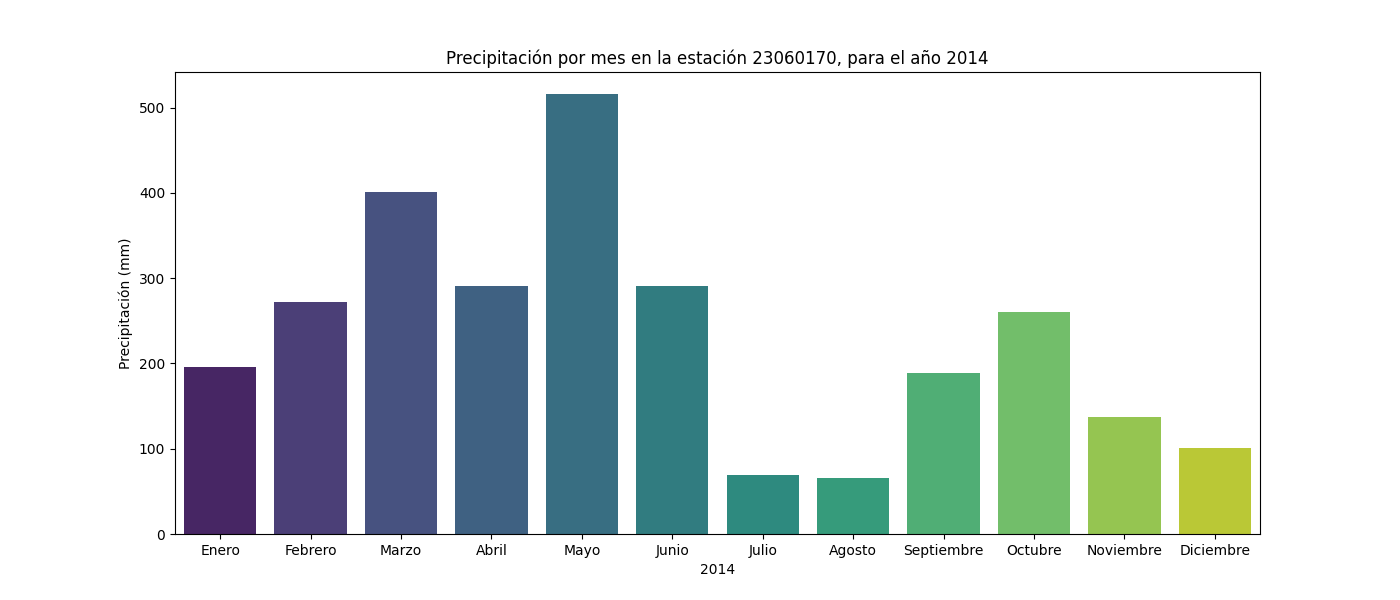 Precipitación por mes en la estación 23060170, para el año 2014
Precipitación (mm)
500
400
300
200
100
0
Enero Febrero Marzo Abril Mayo Junio Julio Agosto Septiembre Octubre Noviembre Diciembre
2014